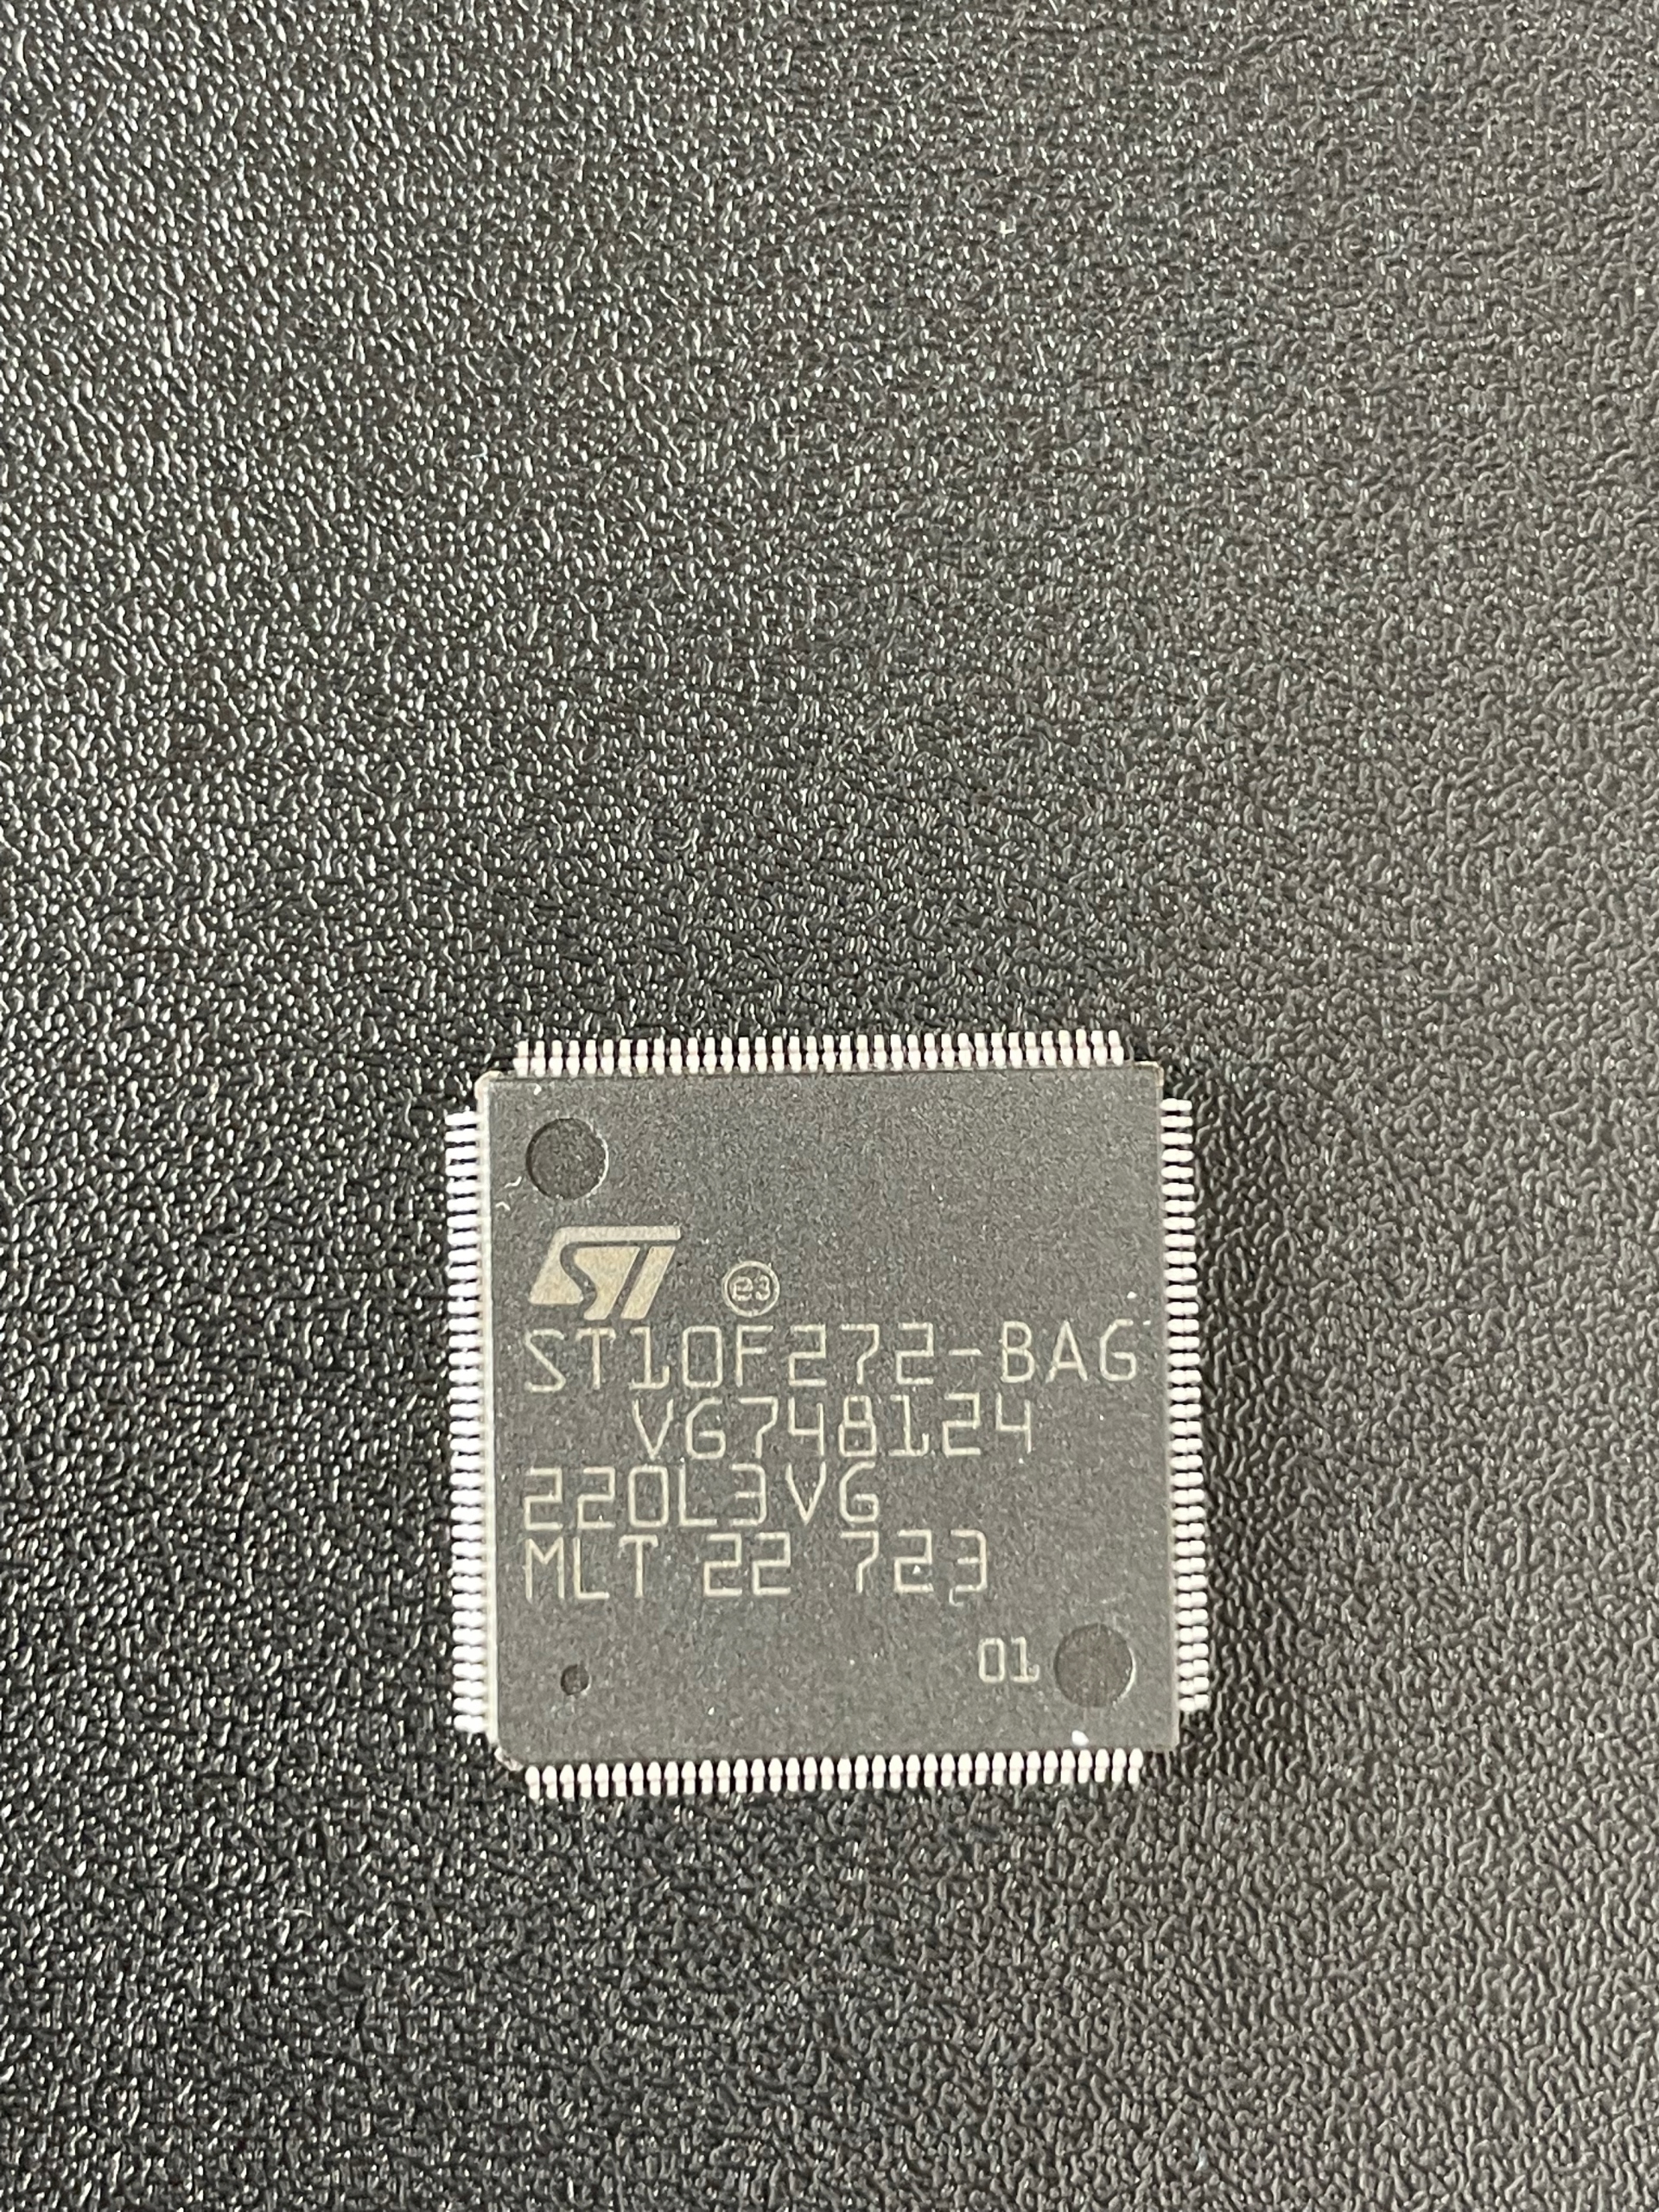 ST e3
ST10F272-BAG
VG748124
220L3VG
MLT 22 723
01